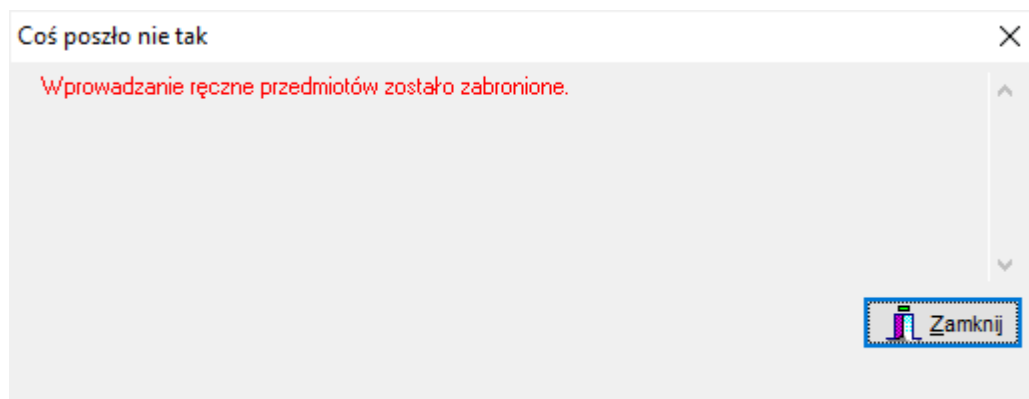 Coś poszło nie tak
Wprowadzanie ręczne przedmiotów zostało zabronione.
Zamknij